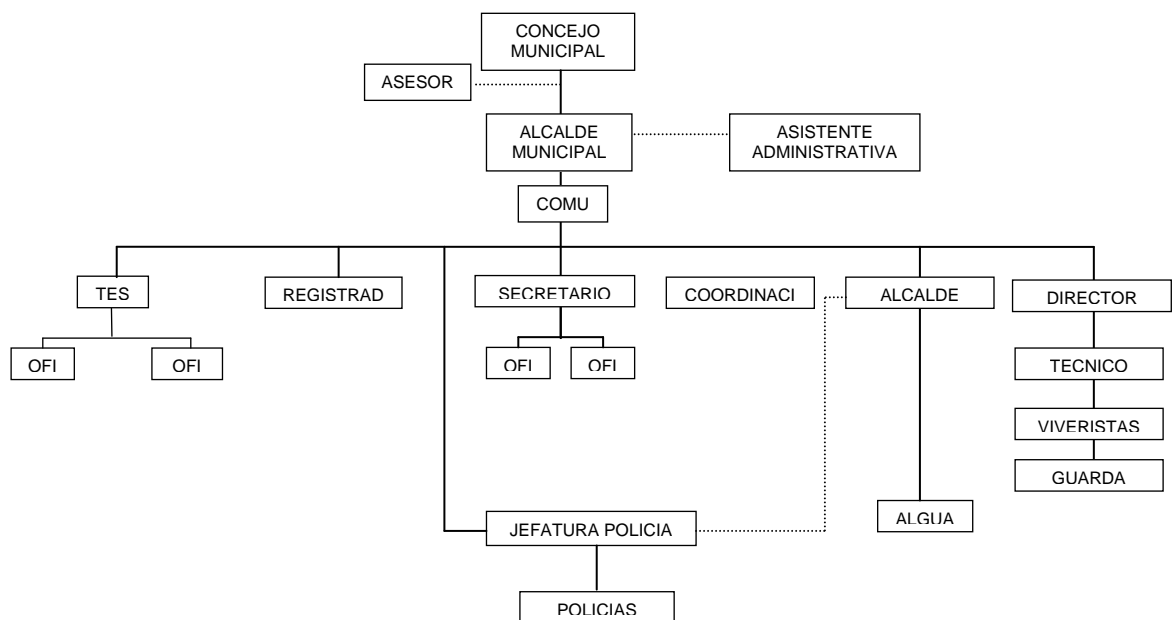 CONCEJO
MUNICIPAL
ASESOR
ALCALDE
MUNICIPAL
ASISTENTE
ADMINISTRATIVA
COMU
TES
REGISTRAD
SECRETARIO
COORDINACI
ALCALDE
DIRECTOR
OFI
OFI
OFI
OFI
TECNICO
VIVERISTAS
GUARDA
ALGUA
JEFATURA POLICIA
POLICIAS